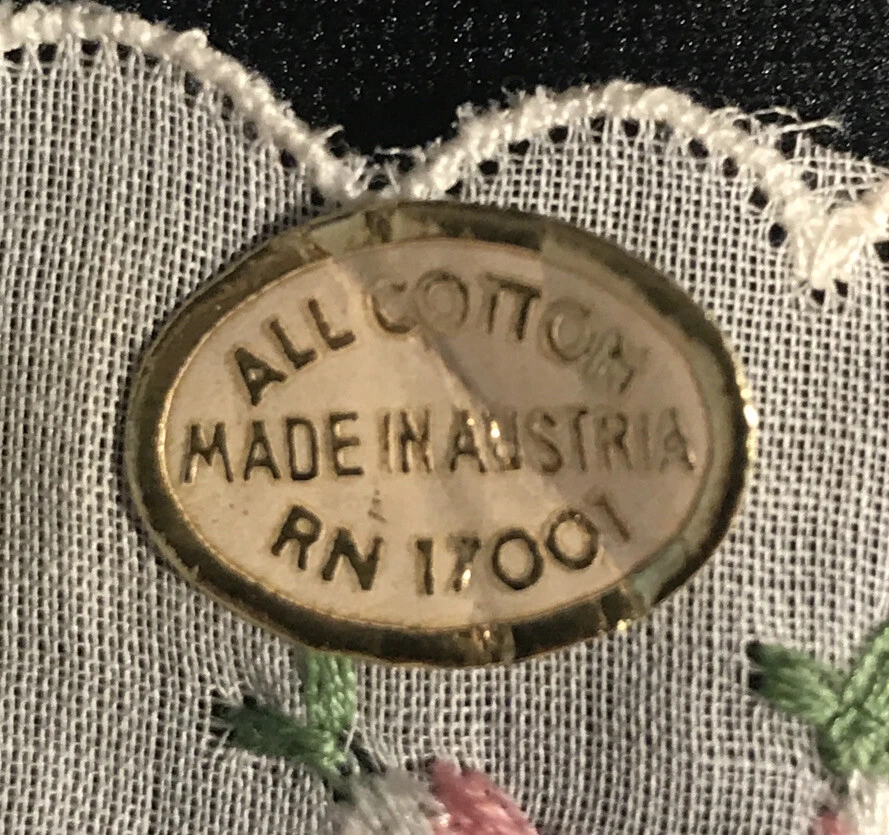 ALL COTTON
MADE IN AUSTRIA
RN 17001